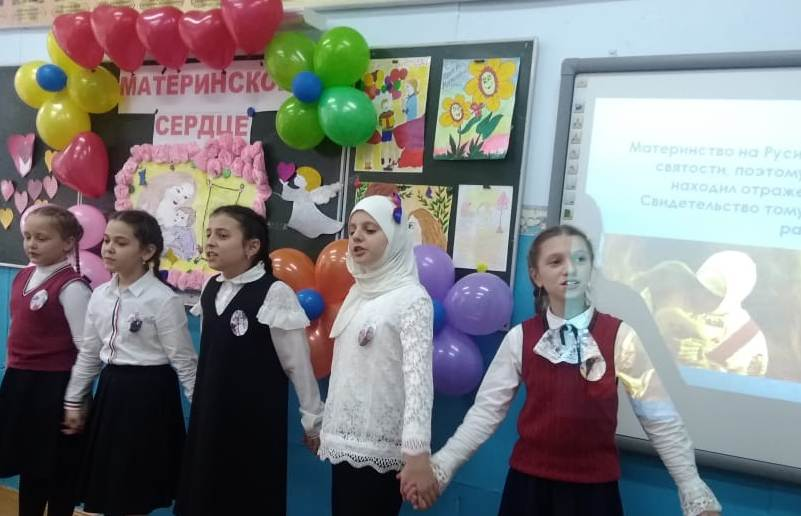 МАТЕРИНСКО
СЕРДЦЕ
Материнство на Руси
святости, поэтому
находил отраже
Свидетельство тому
ра